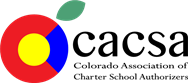 cacsa
Colorado Association of
Charter School Authorizers